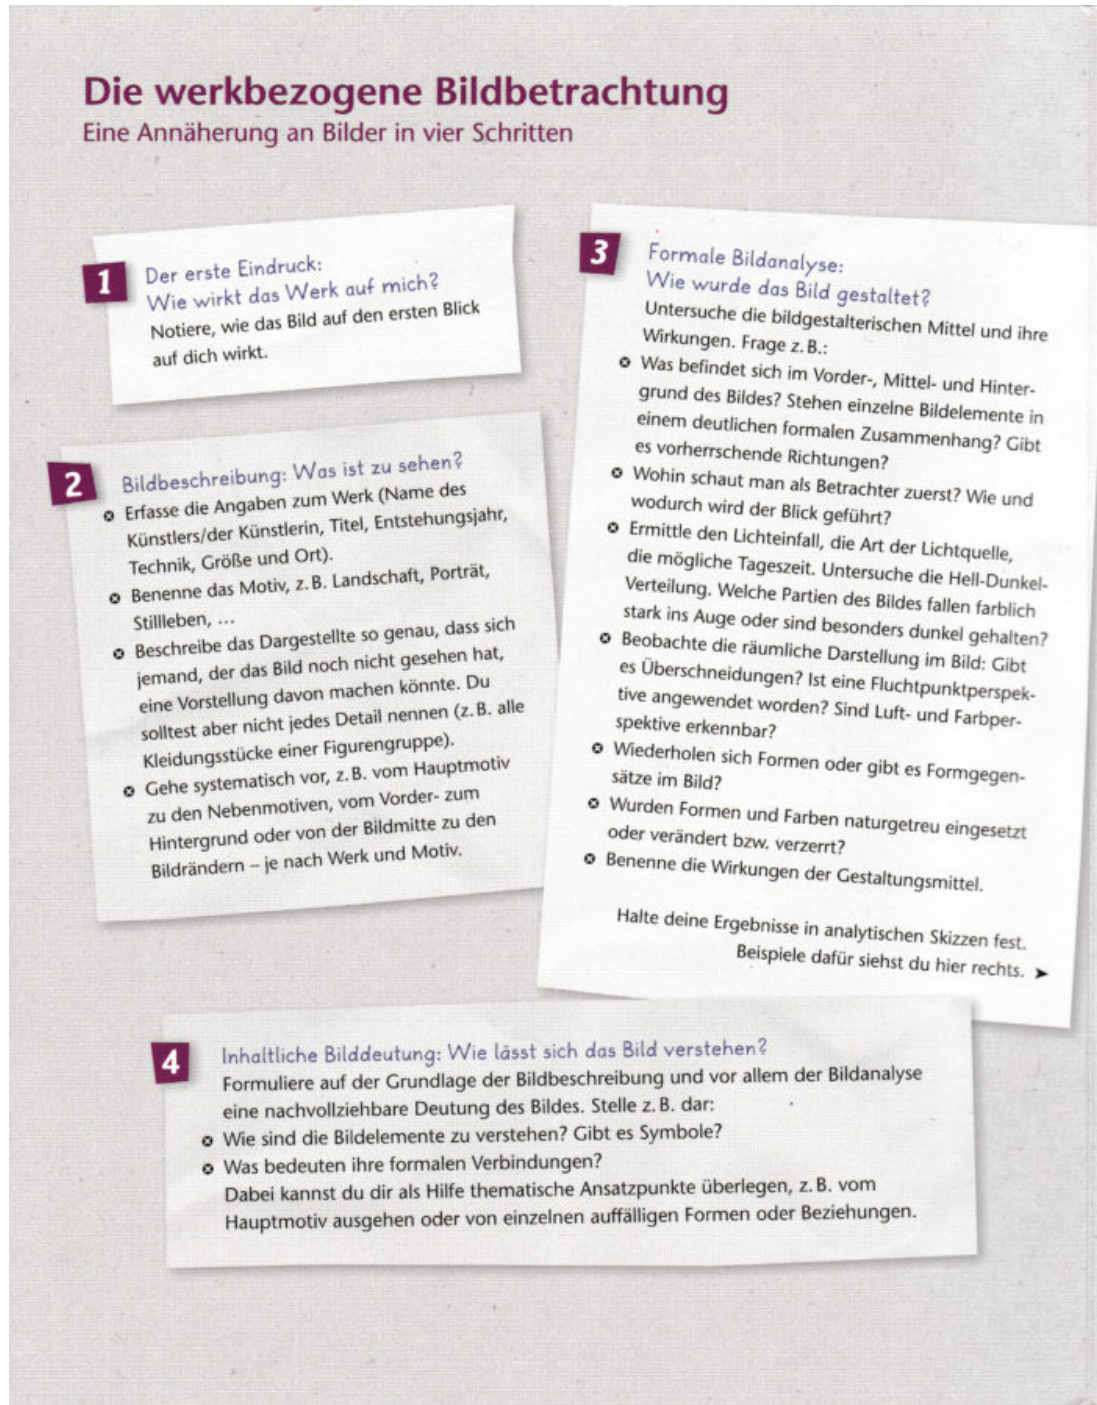 Die werkbezogene Bildbetrachtung
Eine Annäherung an Bilder in vier Schritten
1
Der erste Eindruck:
Wie wirkt das Werk auf mich?
Notiere, wie das Bild auf den ersten Blick
auf dich wirkt.
2
Bildbeschreibung: Was ist zu sehen?
Erfasse die Angaben zum Werk (Name des
Künstlers/der Künstlerin, Titel, Entstehungsjahr,
Technik, Größe und Ort).
Benenne das Motiv, z. B. Landschaft, Porträt,
Stillleben, ...
Beschreibe das Dargestellte so genau, dass sich
jemand, der das Bild noch nicht gesehen hat,
eine Vorstellung davon machen könnte. Du
solltest aber nicht jedes Detail nennen (z. B. alle
Kleidungsstücke einer Figurengruppe).
Gehe systematisch vor, z. B. vom Hauptmotiv
zu den Nebenmotiven, vom Vorder- zum
Hintergrund oder von der Bildmitte zu den
Bildrändern – je nach Werk und Motiv.
3
Formale Bildanalyse:
Wie wurde das Bild gestaltet?
Untersuche die bildgestalterischen Mittel und ihre
Wirkungen. Frage z. B.:
Was befindet sich im Vorder-, Mittel- und Hinter-
grund des Bildes? Stehen einzelne Bildelemente in
einem deutlichen formalen Zusammenhang? Gibt
es vorherrschende Richtungen?
Wohin schaut man als Betrachter zuerst? Wie und
wodurch wird der Blick geführt?
Ermittle den Lichteinfall, die Art der Lichtquelle,
die mögliche Tageszeit. Untersuche die Hell-Dunkel-
Verteilung. Welche Partien des Bildes fallen farblich
stark ins Auge oder sind besonders dunkel gehalten?
Beobachte die räumliche Darstellung im Bild: Gibt
es Überschneidungen? Ist eine Fluchtpunktperspek-
tive angewendet worden? Sind Luft- und Farbper-
spektive erkennbar?
Wiederholen sich Formen oder gibt es Formgegen-
sätze im Bild?
Wurden Formen und Farben naturgetreu eingesetzt
oder verändert bzw. verzerrt?
Benenne die Wirkungen der Gestaltungsmittel.
Halte deine Ergebnisse in analytischen Skizzen fest.
Beispiele dafür siehst du hier rechts. ➤
4
Inhaltliche Bilddeutung: Wie lässt sich das Bild verstehen?
Formuliere auf der Grundlage der Bildbeschreibung und vor allem der Bildanalyse
eine nachvollziehbare Deutung des Bildes. Stelle z. B. dar:
Wie sind die Bildelemente zu verstehen? Gibt es Symbole?
Was bedeuten ihre formalen Verbindungen?
Dabei kannst du dir als Hilfe thematische Ansatzpunkte überlegen, z. B. vom
Hauptmotiv ausgehen oder von einzelnen auffälligen Formen oder Beziehungen.